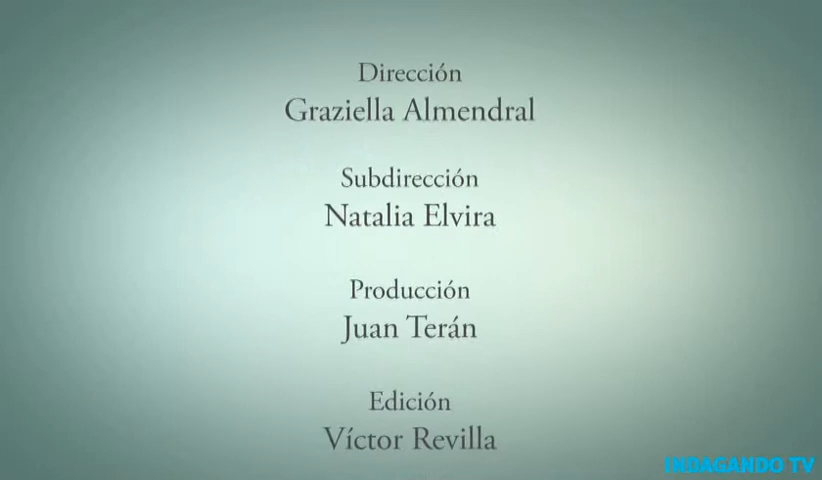 Dirección
Graziella Almendral
Subdirección
Natalia Elvira
Producción
Juan Terán
Edición
Víctor Revilla
INDAGANDO TV